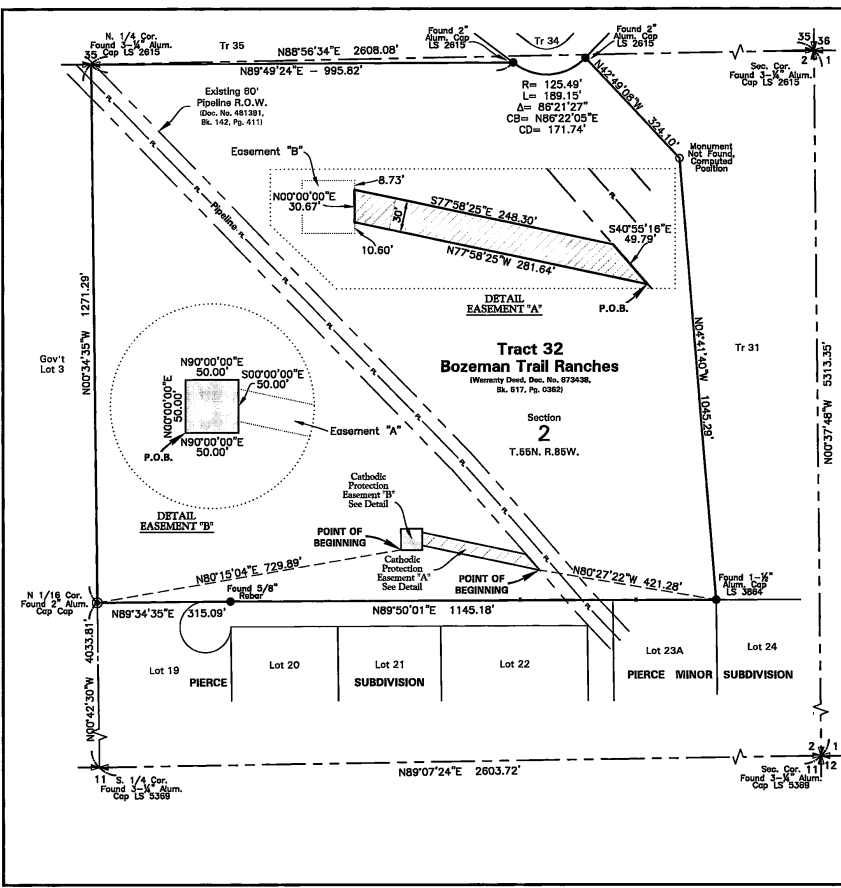 N. 1/4 Cor.
Found 3-¼" Alum.
Cap LS 2615
35
Tr 35
N88°56'34"E 2608.08'
N89°49'24"E - 995.82'
Found 2"
Alum. Cap
LS 2615
Tr 34
Found 2"
Alum. Cap
LS 2615
35 36
2 1
Sec. Cor.
Found 3-¼" Alum.
Cap LS 2615
R= 125.49'
L= 189.15'
Δ= 86°21'27"
CB= N86°22'05"E
CD= 171.74'
N42°49'08"W 324.10'
Monument
Not Found,
Computed
Position
Existing 80'
Pipeline R.O.W.
(Doc. No. 481391,
Bk. 142, Pg. 411)
PL
Pipeline
Easement "B"
8.73'
N00°00'00"E
30.67'
30'
S77°58'25"E 248.30'
S40°55'16"E
49.79'
10.60'
N77°58'25"W 281.64'
P.O.B.
DETAIL
EASEMENT "A"
N00°34'35"W 1271.29'
Gov't
Lot 3
Tract 32
Bozeman Trail Ranches
(Warranty Deed, Doc. No. 673438,
Bk. 517, Pg. 0362)
Section
2
T.55N. R.85W.
N04°41'40"W 1045.29'
Tr 31
N00°37'48"W 5313.35'
N90°00'00"E
50.00'
S00°00'00"E
50.00'
N00°00'00"E
50.00'
N90°00'00"E
50.00'
P.O.B.
Easement "A"
DETAIL
EASEMENT "B"
Cathodic
Protection
Easement "B"
See Detail
POINT OF
BEGINNING
N80°15'04"E 729.89'
Cathodic
Protection
Easement "A"
See Detail
POINT OF
BEGINNING
N80°27'22"W 421.28'
Found 1-½"
Alum. Cap
LS 3864
N 1/16 Cor.
Found 2" Alum.
Cap Cap
Found 5/8"
Rebar
N89°34'35"E 315.09'
N89°50'01"E 1145.18'
N00°42'30"W 4033.81'
Lot 19
Lot 20
Lot 21
Lot 22
Lot 23A
Lot 24
PIERCE SUBDIVISION
PIERCE MINOR SUBDIVISION
11
S. 1/4 Cor.
Found 3-¼" Alum.
Cap LS 5369
N89°07'24"E 2603.72'
2 1
11 12
Sec. Cor.
Found 3-¼" Alum.
Cap LS 5369